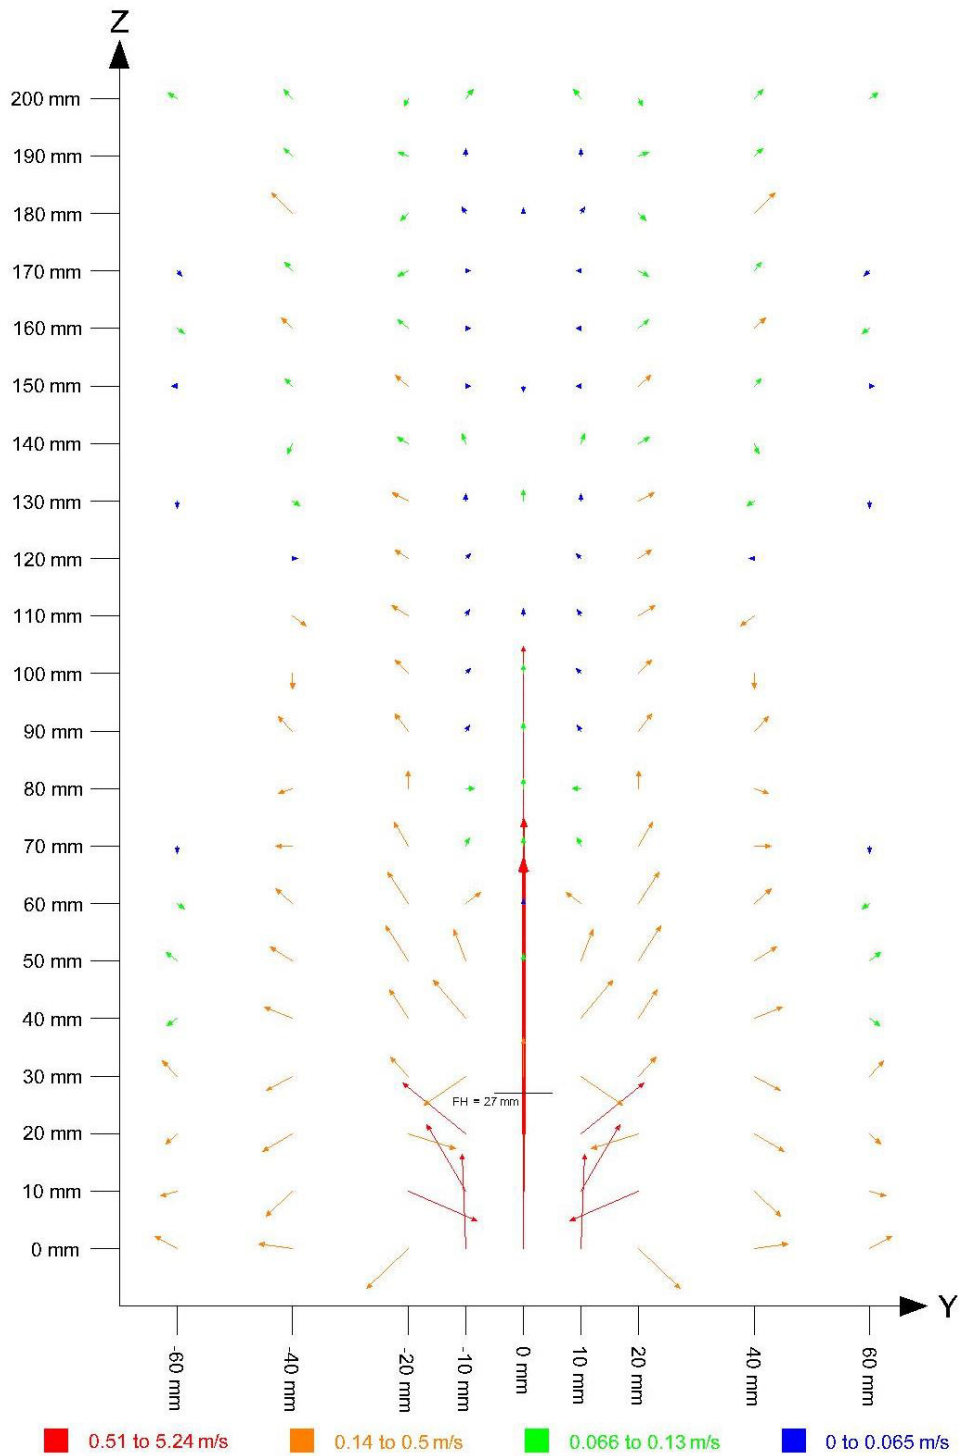 Z
200 mm
190 mm
180 mm
170 mm
160 mm
150 mm
140 mm
130 mm
120 mm
110 mm
100 mm
90 mm
80 mm
70 mm
60 mm
50 mm
40 mm
30 mm
FH = 27 mm
20 mm
10 mm
0 mm
Y
-60 mm
-40 mm
-20 mm
-10 mm
0 mm
10 mm
20 mm
40 mm
60 mm
0.51 to 5.24 m/s
0.14 to 0.5 m/s
0.066 to 0.13 m/s
0 to 0.065 m/s